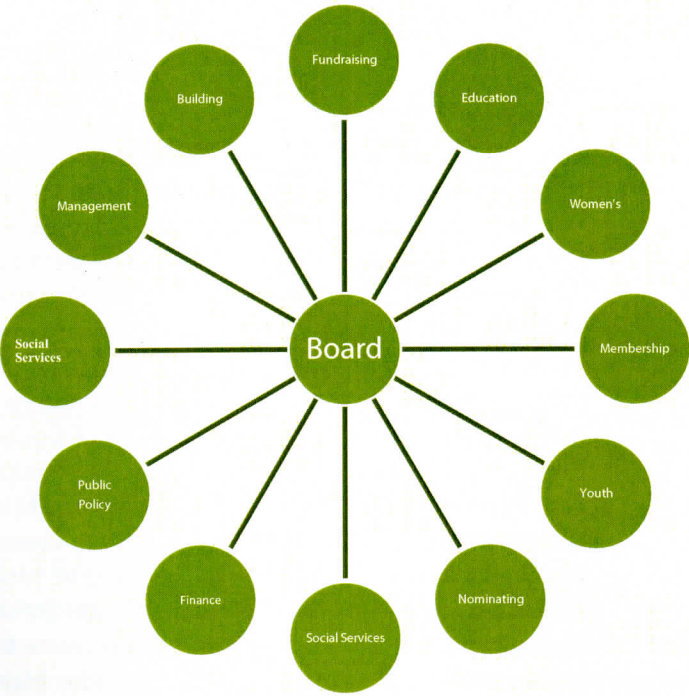 Fundraising
Building
Education
Management
Women's
Social
Services
Board
Membership
Public
Policy
Youth
Finance
Nominating
Social Services